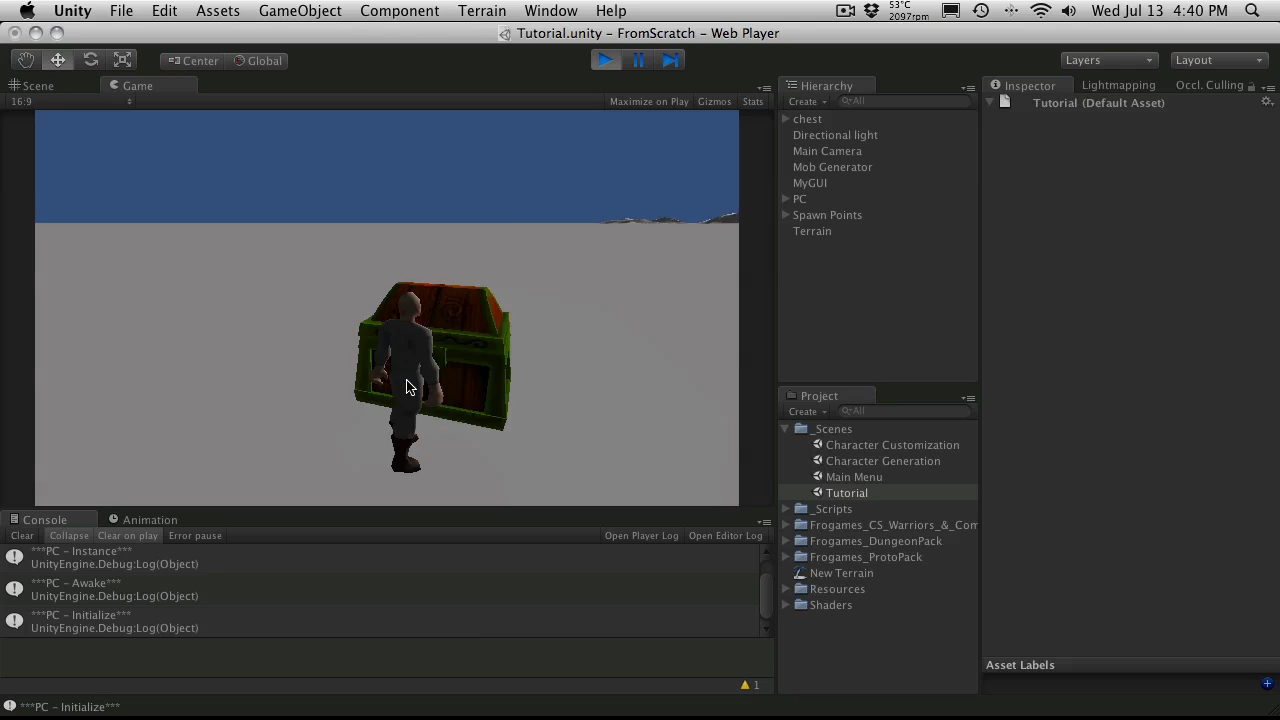 Unity File Edit Assets GameObject Component Terrain Window Help 53°C 2097rpm Wed Jul 13 4:40 PM
Tutorial.unity – FromScratch – Web Player
Center Global Layers Layout
Scene Game Hierarchy Inspector Lightmapping Occl. Culling
16:9 Maximize on Play Gizmos Stats Create All Tutorial (Default Asset)
chest
Directional light
Main Camera
Mob Generator
MyGUI
PC
Spawn Points
Terrain
Project
Create All
_Scenes
Character Customization
Character Generation
Main Menu
Tutorial
_Scripts
Frogames_CS_Warriors_&_Com
Frogames_DungeonPack
Frogames_ProtoPack
New Terrain
Resources
Shaders
Console Animation
Clear Collapse Clear on play Error pause Open Player Log Open Editor Log
***PC – Instance***
UnityEngine.Debug:Log(Object)
***PC – Awake***
UnityEngine.Debug:Log(Object)
***PC – Initialize***
UnityEngine.Debug:Log(Object)
1
Asset Labels
***PC – Initialize***